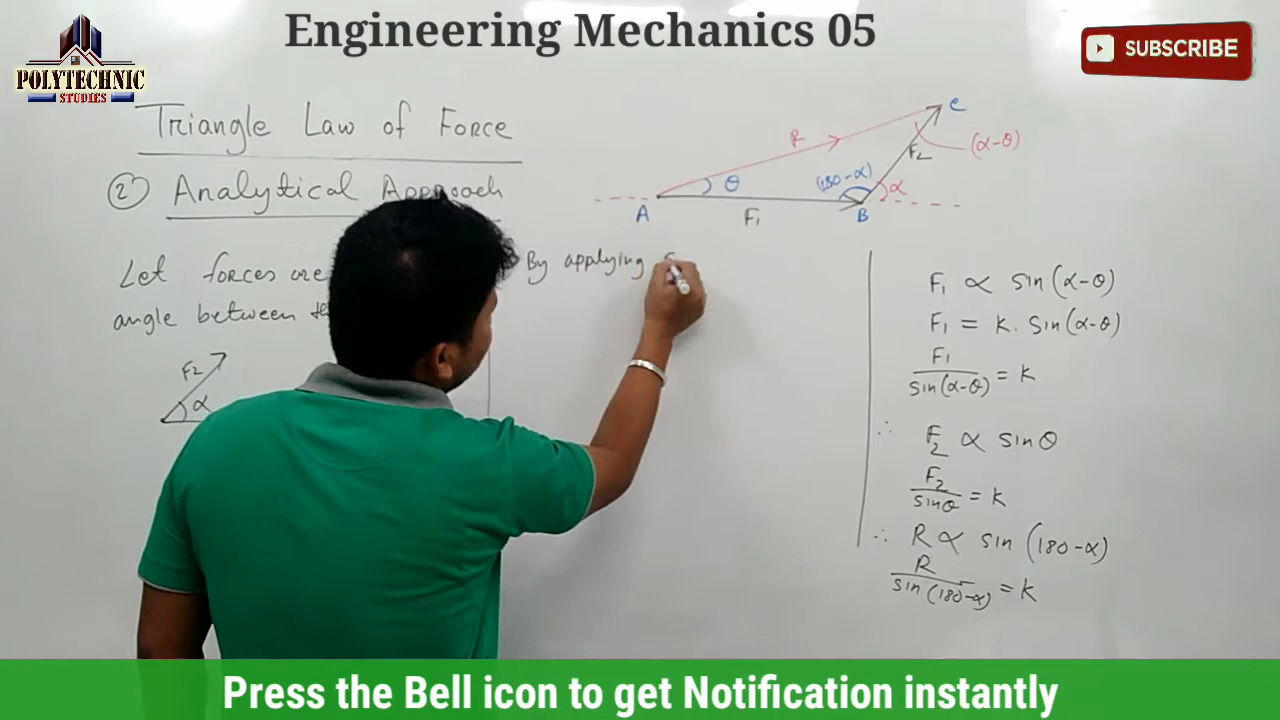 Engineering Mechanics 05
POLYTECHNIC
STUDIES
SUBSCRIBE
Triangle Law of Force
② Analytical Approach
Let forces are
angle between
F2
α
R
θ
A
F1
B
(180-α)
α
F2
C
(α-θ)
By applying
F1 ∝ sin(α-θ)
F1 = K. sin(α-θ)
F1/sin(α-θ) = K
∴ F2 ∝ sinθ
F2/sinθ = K
∴ R ∝ sin (180-α)
R/sin(180-α) = K
Press the Bell icon to get Notification instantly